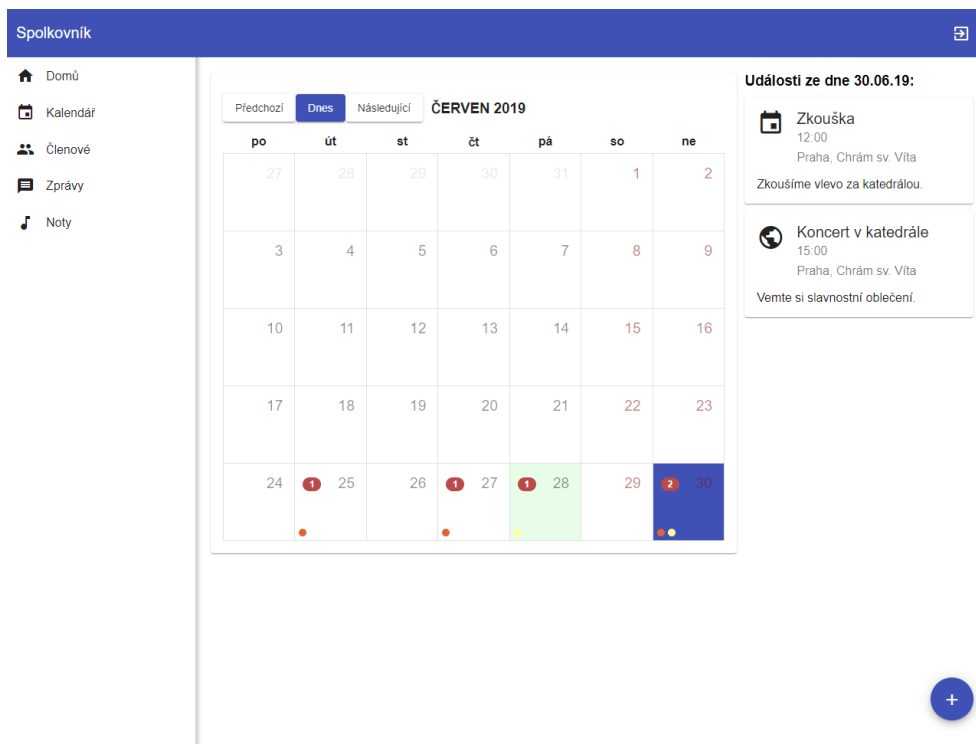 Spolkovník
Domů
Kalendář
Členové
Zprávy
Noty
Předchozí Dnes Následující ČERVEN 2019
po út st čt pá so ne
27 28 29 30 31 1 2
3 4 5 6 7 8 9
10 11 12 13 14 15 16
17 18 19 20 21 22 23
24 1 25 26 1 27 1 28 29 2 30
Události ze dne 30.06.19:
Zkouška
12:00
Praha, Chrám sv. Víta
Zkoušíme vlevo za katedrálou.
Koncert v katedrále
15:00
Praha, Chrám sv. Víta
Vemte si slavnostní oblečení.
+